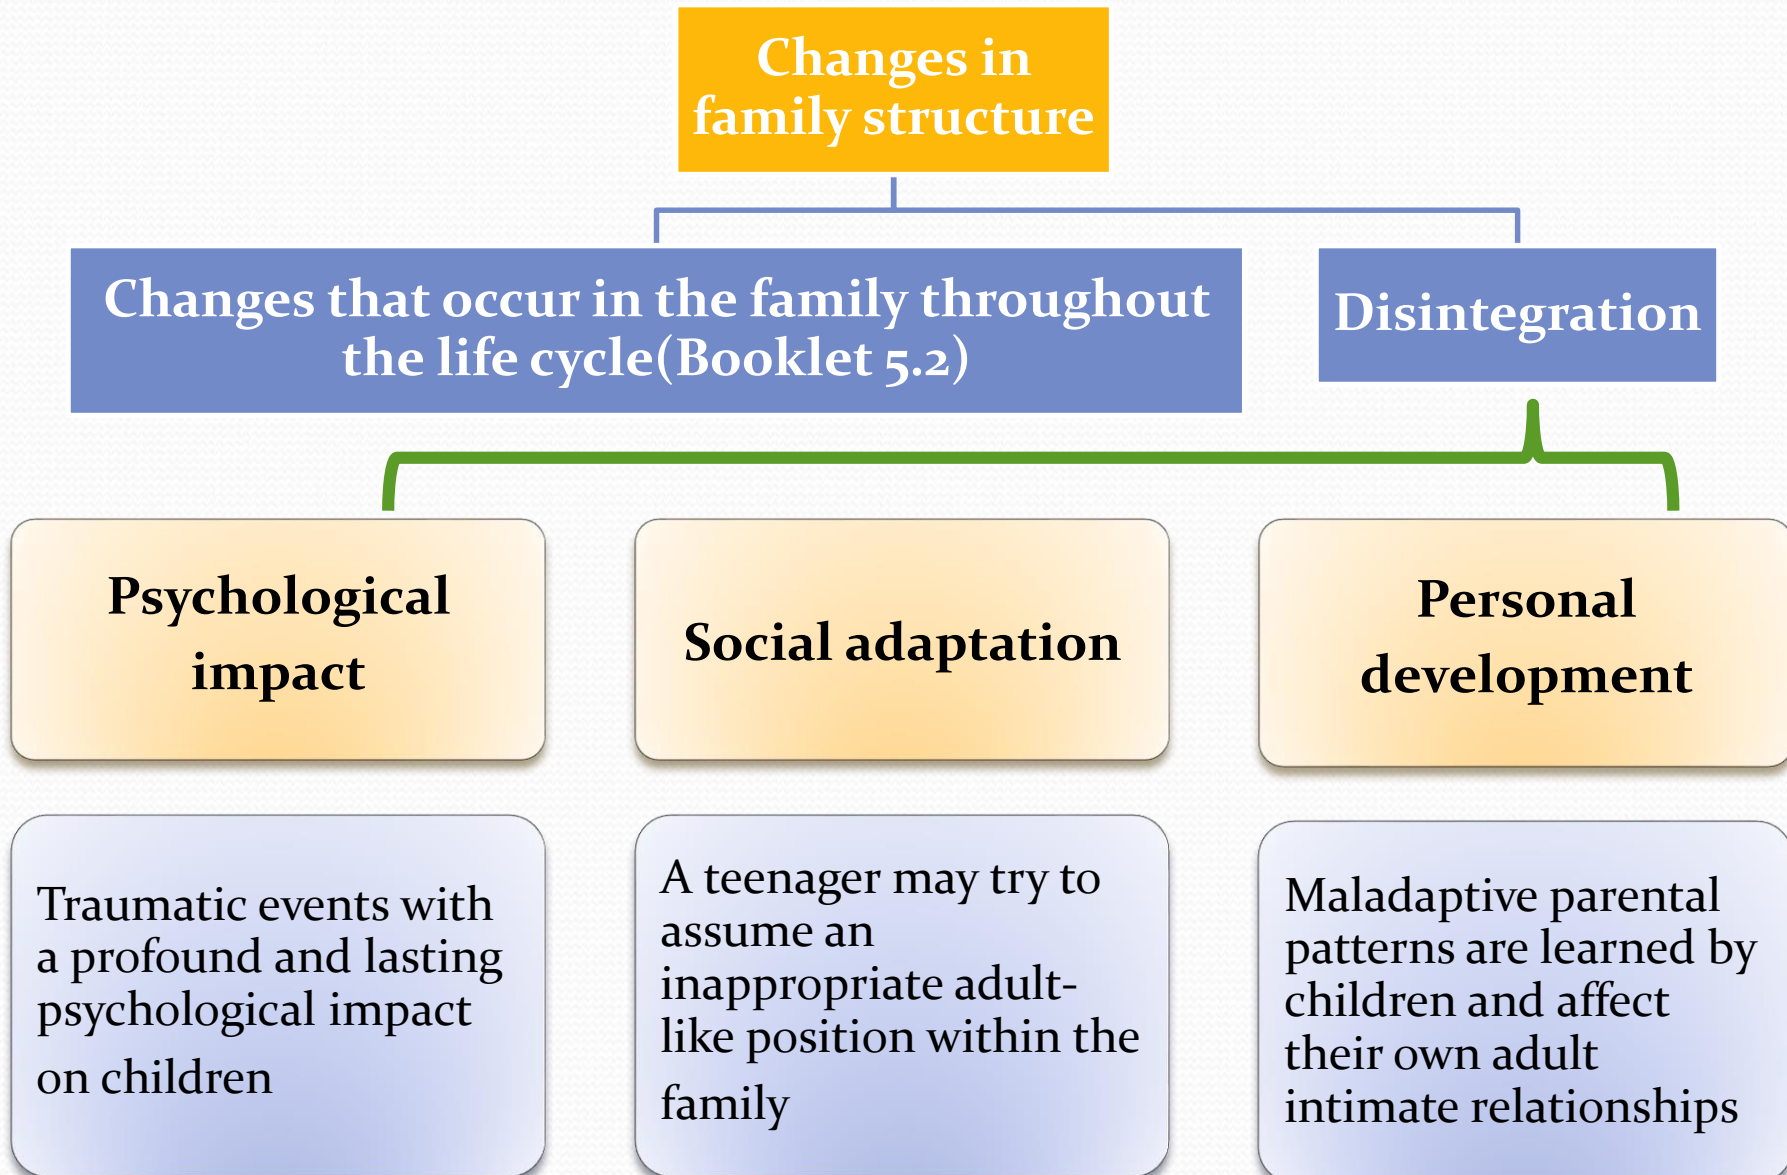 Changes in
family structure
Changes that occur in the family throughout
the life cycle(Booklet 5.2)
Disintegration
Psychological
impact
Social adaptation
Personal
development
Traumatic events with
a profound and lasting
psychological impact
on children
A teenager may try to
assume an
inappropriate adult-
like position within the
family
Maladaptive parental
patterns are learned by
children and affect
their own adult
intimate relationships